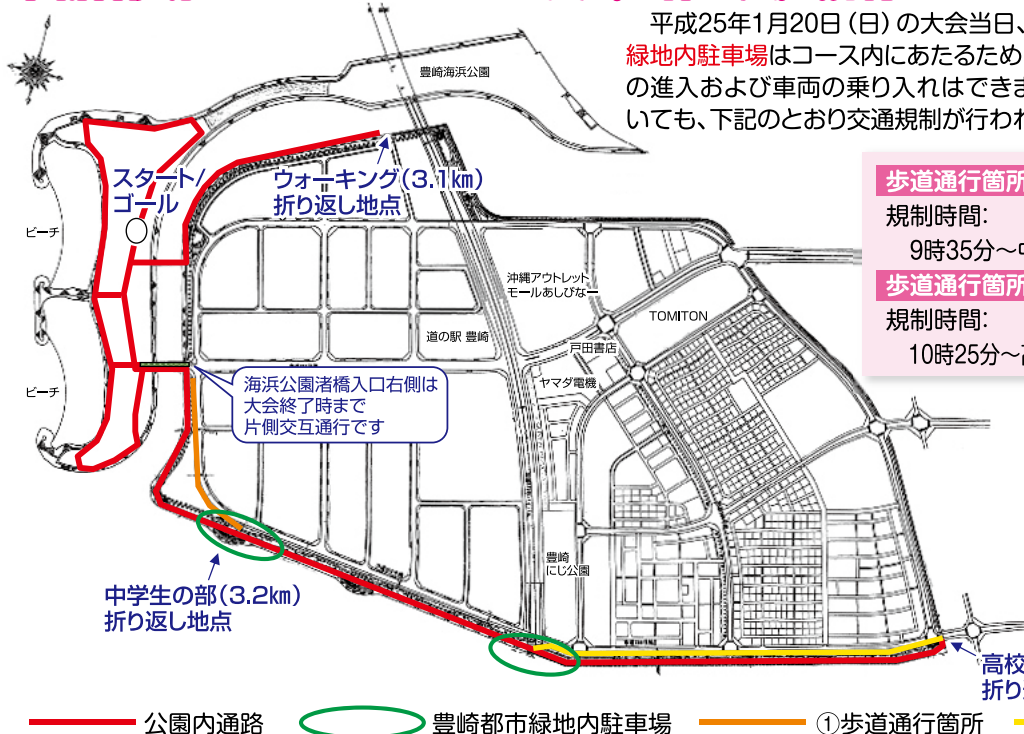 平成25年1月20日（日）の大会当日、
緑地内駐車場はコース内にあたるため
の進入および車両の乗り入れはできま
いても、下記のとおり交通規制が行われ
歩道通行箇所
規制時間：
9時35分～
歩道通行箇所
規制時間：
10時25分～
豊崎海浜公園
スタート/
ゴール
ウォーキング（3.1km）
折り返し地点
ビーチ
沖縄アウトレット
モールあしびなー
TOMITON
道の駅 豊崎
戸田書店
ヤマダ電機
ビーチ
海浜公園渚橋入口右側は
大会終了時まで
片側交互通行です
豊崎
にじ公園
中学生の部（3.2km）
折り返し地点
高校
折り
公園内通路
豊崎都市緑地内駐車場
①歩道通行箇所